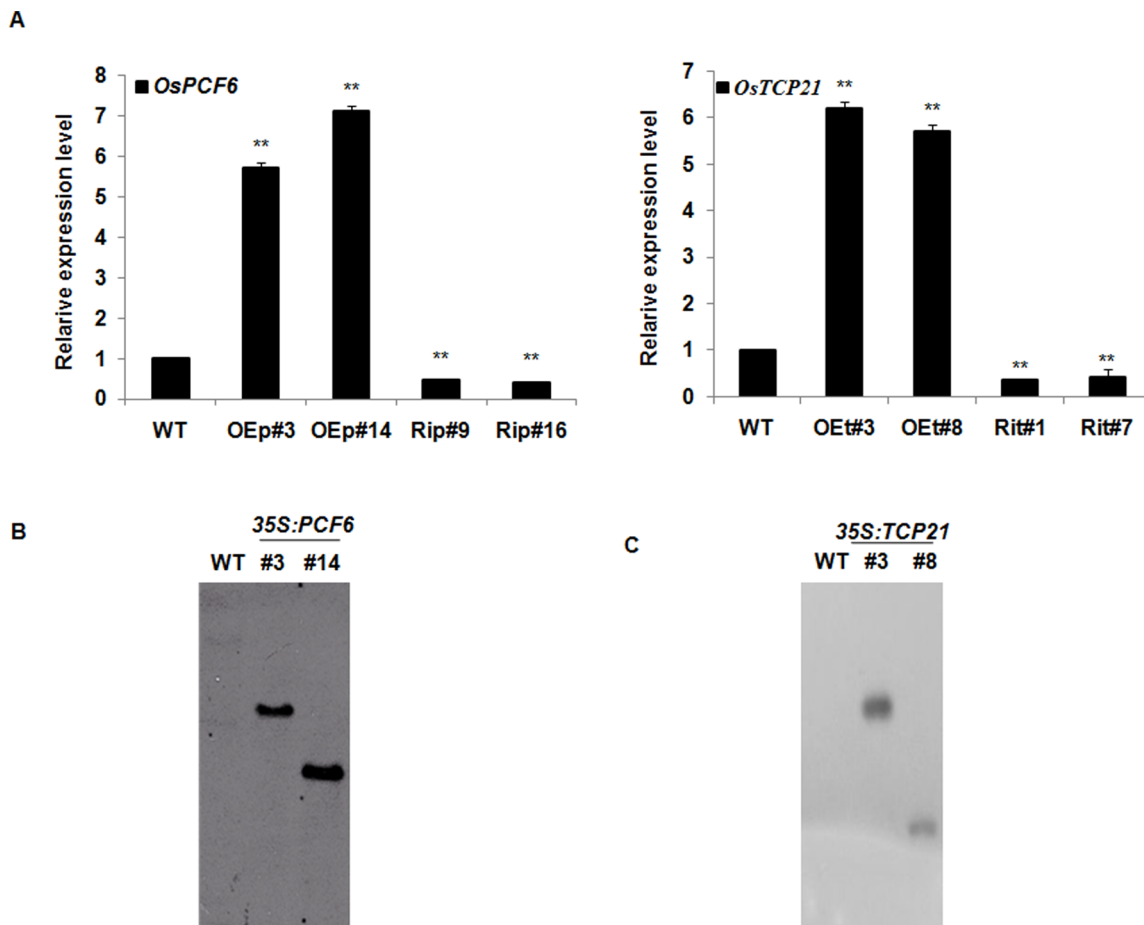 A
Relarive expression level
8
7
6
5
4
3
2
1
0
OsPCF6
**
**
**
**
WT OEp#3 OEp#14 Rip#9 Rip#16
Relarive expression level
7
6
5
4
3
2
1
0
OsTCP21
**
**
**
**
WT OEt#3 OEt#8 Rit#1 Rit#7
B
35S:PCF6
WT #3 #14
C
35S:TCP21
WT #3 #8